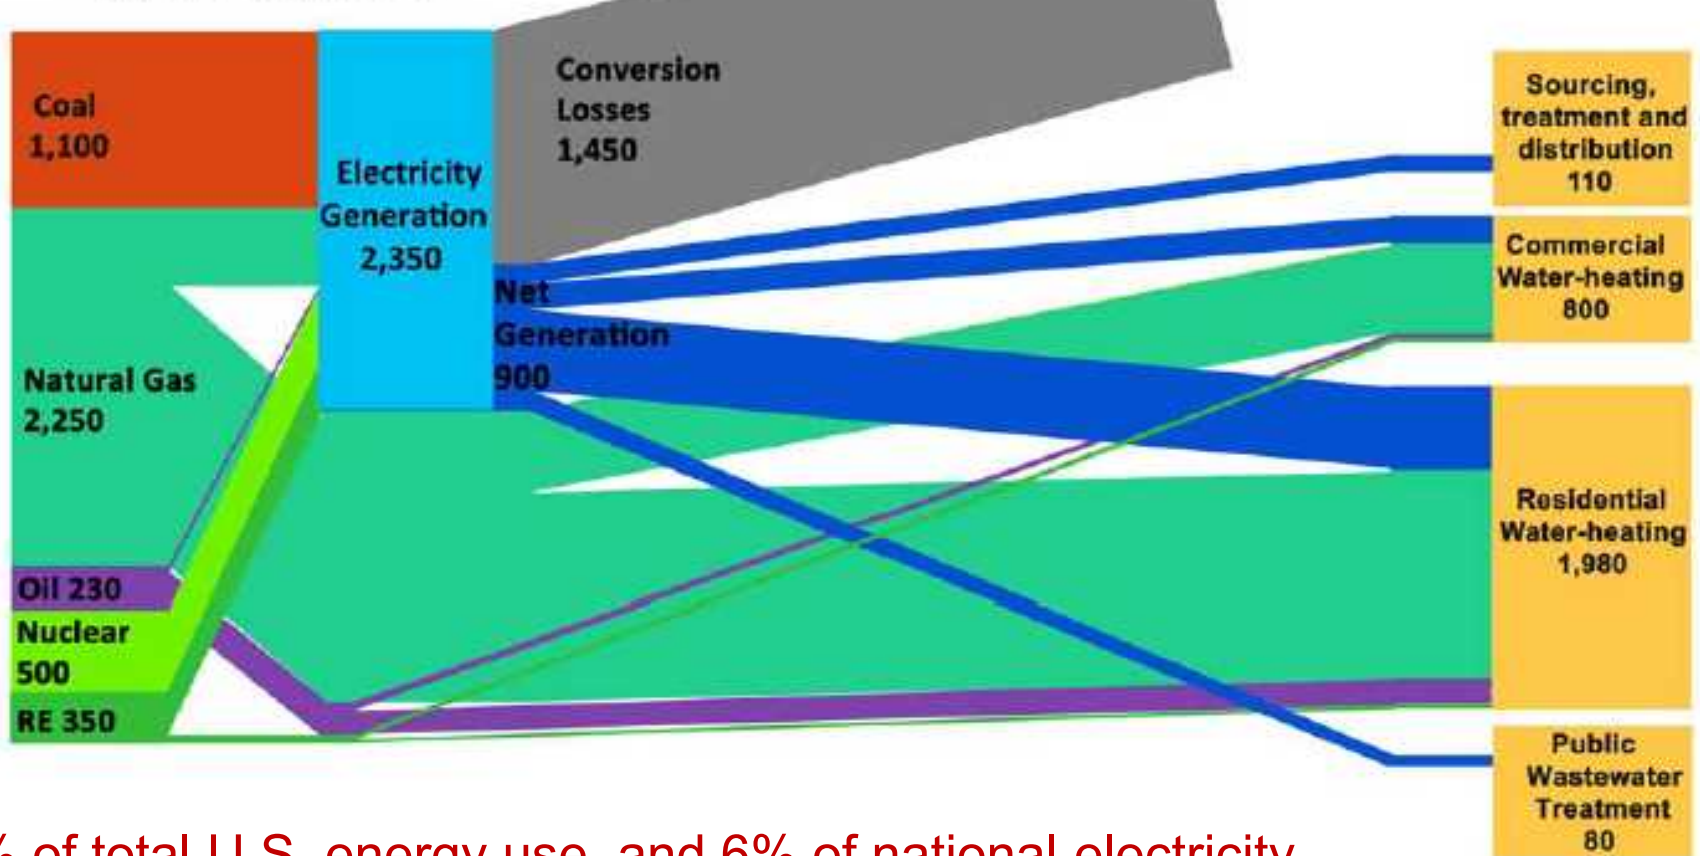 Coal
1,100
Natural Gas
2,250
Oil 230
Nuclear
500
RE 350
Electricity
Generation
2,350
Conversion
Losses
1,450
Net
Generation
900
Sourcing,
treatment and
distribution
110
Commercial
Water-heating
800
Residential
Water-heating
1,980
Public
Wastewater
Treatment
80
% of total U.S. energy use, and 6% of national electricity